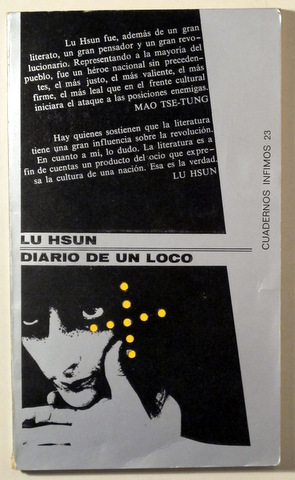 Lu Hsun fue, además de un gran
literato, un gran pensador y un gran revo-
lucionario. Representando a la mayoría del
pueblo, fue un héroe nacional sin preceden-
tes, el más justo, el más valiente, el más
firme, el más leal que en el frente cultural
iniciara el ataque a las posiciones enemigas.
MAO TSE-TUNG
Hay quienes sostienen que la literatura
tiene una gran influencia sobre la revolución.
En cuanto a mi, lo dudo. La literatura es a
fin de cuentas un producto del ocio que expre-
sa la cultura de una nación. Esa es la verdad.
LU HSUN
CUADERNOS INFIMOS 23
LU HSUN
DIARIO DE UN LOCO